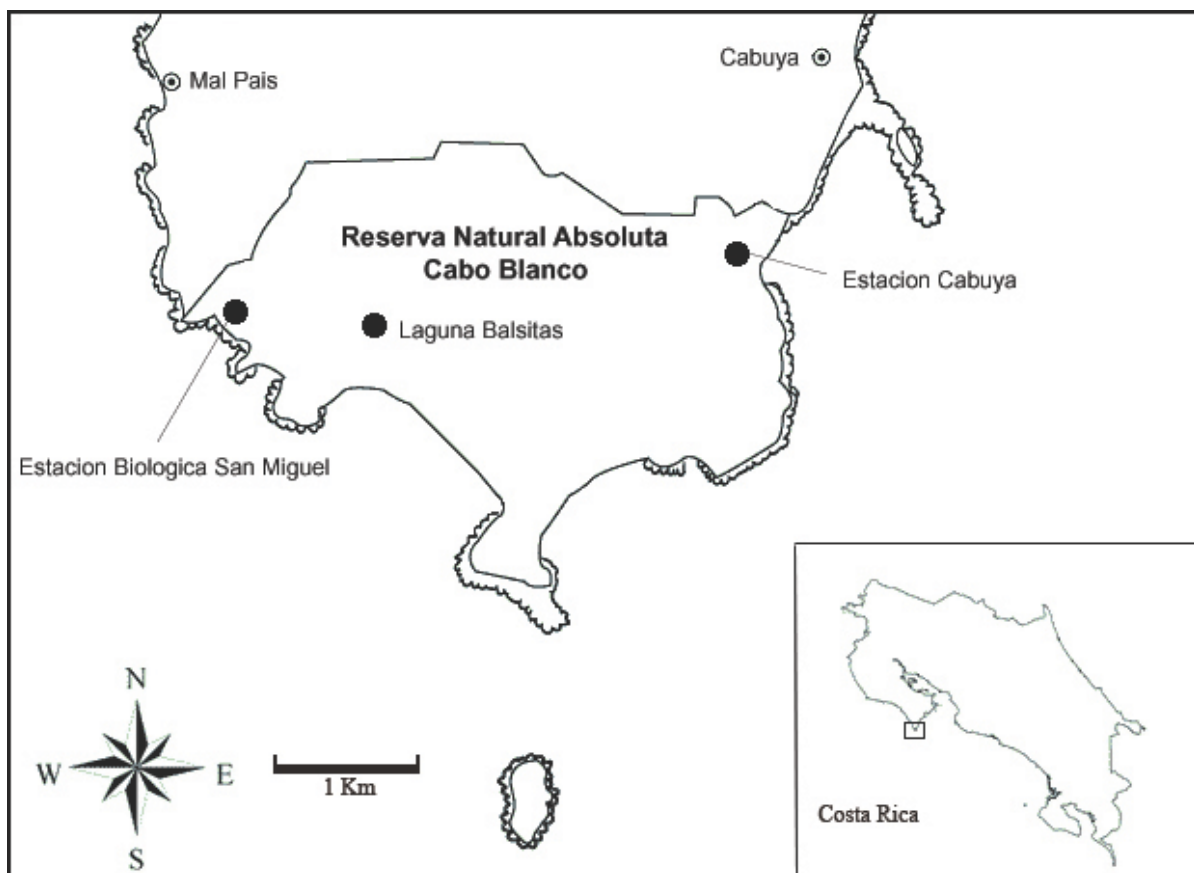 Cabuya
Mal Pais
Reserva Natural Absoluta
Cabo Blanco
Estacion Cabuya
Laguna Balsitas
Estacion Biologica San Miguel
N
W
E
S
1 Km
Costa Rica